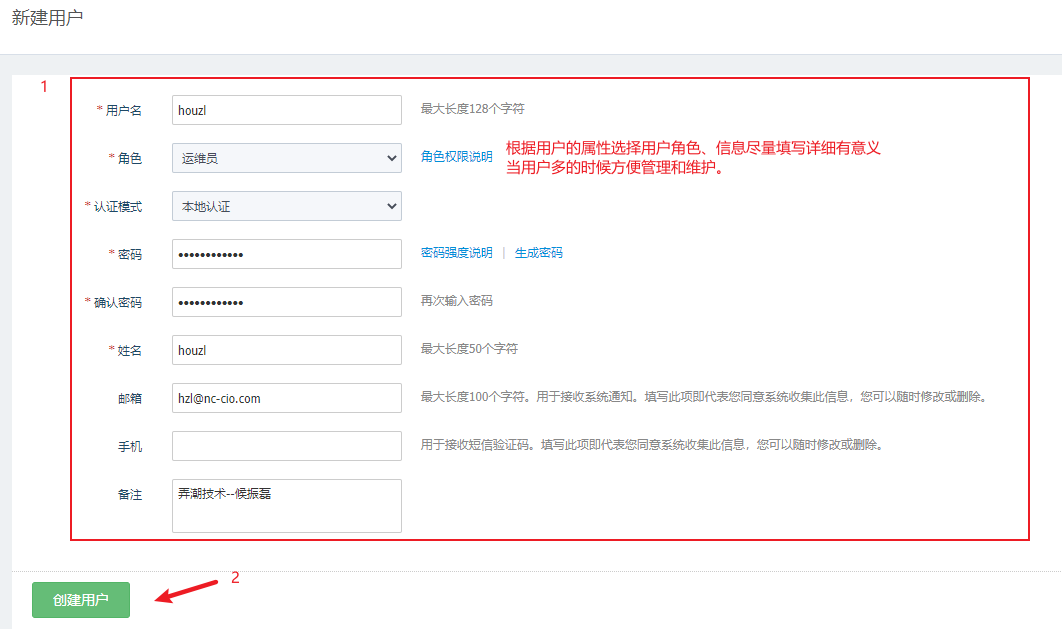 新建用户
1
* 用户名 houzl 最大长度128个字符
* 角色 运维员 角色权限说明 根据用户的属性选择用户角色、信息尽量填写详细有意义
当用户多的时候方便管理和维护。
* 认证模式 本地认证
* 密码 •••••••••••• 密码强度说明 | 生成密码
* 确认密码 •••••••••••• 再次输入密码
* 姓名 houzl 最大长度50个字符
邮箱 hzl@nc-cio.com 最大长度100个字符。用于接收系统通知。填写此项即代表您同意系统收集此信息，您可以随时修改或删除。
手机 用于接收短信验证码。填写此项即代表您同意系统收集此信息，您可以随时修改或删除。
备注 弄潮技术--候振磊
2
创建用户